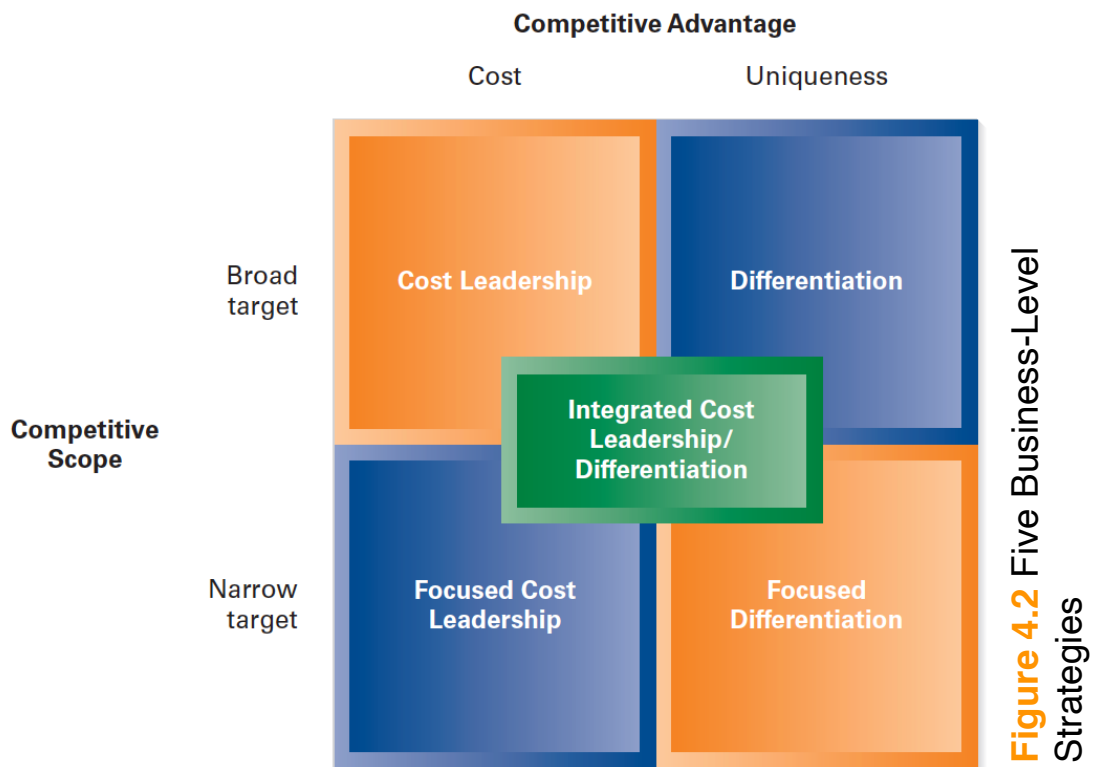 Competitive Advantage
Cost
Uniqueness
Broad
target
Cost Leadership
Differentiation
Integrated Cost
Leadership/
Differentiation
Competitive
Scope
Narrow
target
Focused Cost
Leadership
Focused
Differentiation
Figure 4.2 Five Business-Level
Strategies